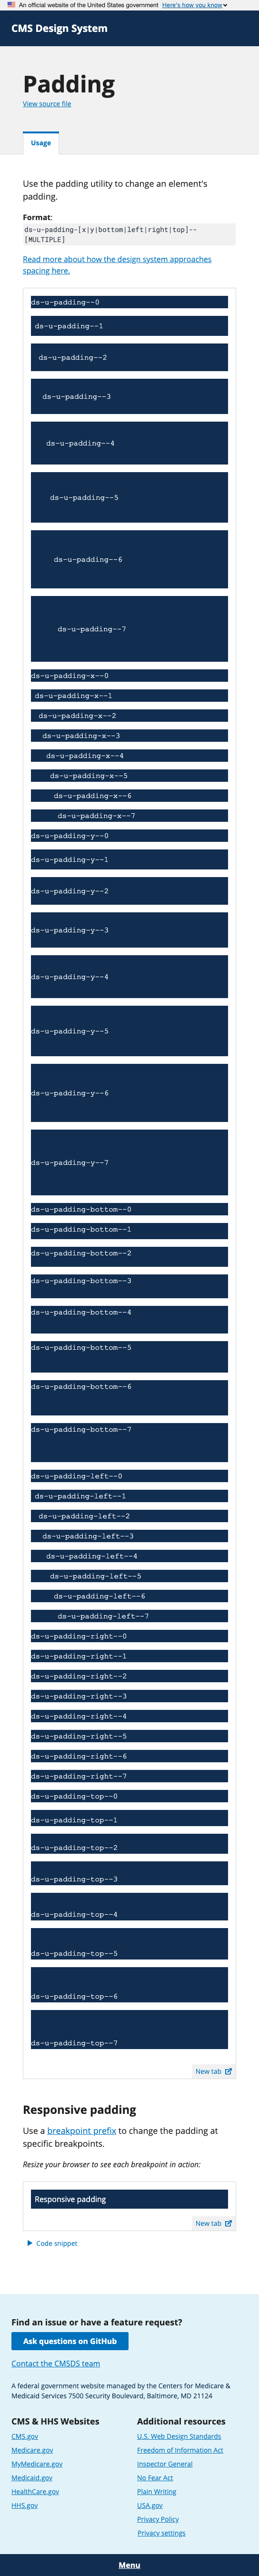 An official website of the United States government Here's how you know
CMS Design System
Padding
View source file
Usage
Use the padding utility to change an element's
padding.
Format:
ds-u-padding-[x|y|bottom|left|right|top]--
[MULTIPLE]
Read more about how the design system approaches
spacing here.
ds-u-padding--0
ds-u-padding--1
ds-u-padding--2
ds-u-padding--3
ds-u-padding--4
ds-u-padding--5
ds-u-padding--6
ds-u-padding--7
ds-u-padding-x--0
ds-u-padding-x--1
ds-u-padding-x--2
ds-u-padding-x--3
ds-u-padding-x--4
ds-u-padding-x--5
ds-u-padding-x--6
ds-u-padding-x--7
ds-u-padding-y--0
ds-u-padding-y--1
ds-u-padding-y--2
ds-u-padding-y--3
ds-u-padding-y--4
ds-u-padding-y--5
ds-u-padding-y--6
ds-u-padding-y--7
ds-u-padding-bottom--0
ds-u-padding-bottom--1
ds-u-padding-bottom--2
ds-u-padding-bottom--3
ds-u-padding-bottom--4
ds-u-padding-bottom--5
ds-u-padding-bottom--6
ds-u-padding-bottom--7
ds-u-padding-left--0
ds-u-padding-left--1
ds-u-padding-left--2
ds-u-padding-left--3
ds-u-padding-left--4
ds-u-padding-left--5
ds-u-padding-left--6
ds-u-padding-left--7
ds-u-padding-right--0
ds-u-padding-right--1
ds-u-padding-right--2
ds-u-padding-right--3
ds-u-padding-right--4
ds-u-padding-right--5
ds-u-padding-right--6
ds-u-padding-right--7
ds-u-padding-top--0
ds-u-padding-top--1
ds-u-padding-top--2
ds-u-padding-top--3
ds-u-padding-top--4
ds-u-padding-top--5
ds-u-padding-top--6
ds-u-padding-top--7
New tab
Responsive padding
Use a breakpoint prefix to change the padding at
specific breakpoints.
Resize your browser to see each breakpoint in action:
Responsive padding
New tab
Code snippet
Find an issue or have a feature request?
Ask questions on GitHub
Contact the CMSDS team
A federal government website managed by the Centers for Medicare &
Medicaid Services 7500 Security Boulevard, Baltimore, MD 21124
CMS & HHS Websites
CMS.gov
Medicare.gov
MyMedicare.gov
Medicaid.gov
HealthCare.gov
HHS.gov
Additional resources
U.S. Web Design Standards
Freedom of Information Act
Inspector General
No Fear Act
Plain Writing
USA.gov
Privacy Policy
Privacy settings
Menu